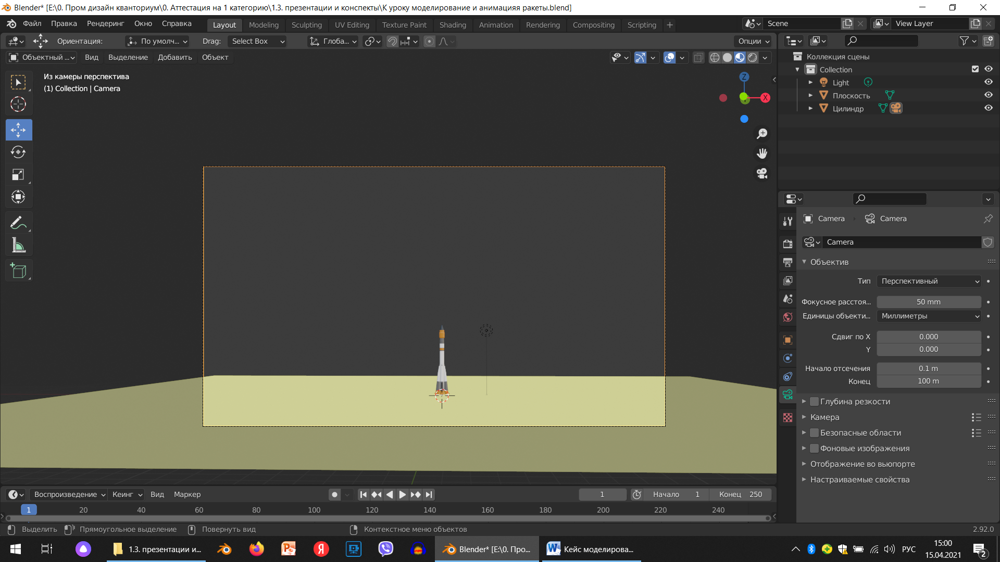 Blender* [E:\0. Пром дизайн кванториум\0. Аттестация на 1 категорию\1.3. презентации и конспекты\К уроку моделирование и анимацияя ракеты.blend]
Файл Правка Рендеринг Окно Справка Layout Modeling Sculpting UV Editing Texture Paint Shading Animation Rendering Compositing Scripting + Scene View Layer
Ориентация: По умолч... Drag: Select Box Глоба... Опции
Объектный ... Вид Выделение Добавить Объект
Из камеры перспектива
(1) Collection | Camera
Z
X
Y
Коллекция сцены
Collection
Light
Плоскость
Цилиндр
Camera Camera
Camera
Объектив
Тип Перспективный
Фокусное расстоя... 50 mm
Единицы объекти... Миллиметры
Сдвиг по X 0.000
Y 0.000
Начало отсечения 0.1 m
Конец 100 m
Глубина резкости
Камера
Безопасные области
Фоновые изображения
Отображение во вьюпорте
Настраиваемые свойства
Воспроизведение Кеинг Вид Маркер 1 Начало 1 Конец 250
1 20 40 60 80 100 120 140 160 180 200 220 240
Выделить Прямоугольное выделение Повернуть вид Контекстное меню объектов 2.92.0
1.3. презентации и... Blender* [E:\0. Про... Кейс моделирова... РУС 15:00
15.04.2021
2